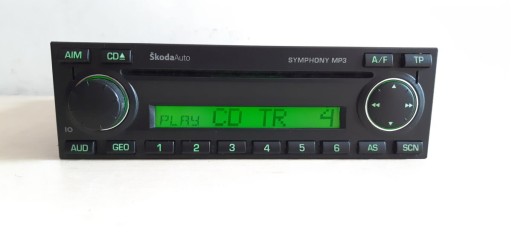 AIM CD ŠkodaAuto SYMPHONY MP3 A/F TP
PLAY CD TR 4
AUD GEO 1 2 3 4 5 6 AS SCN